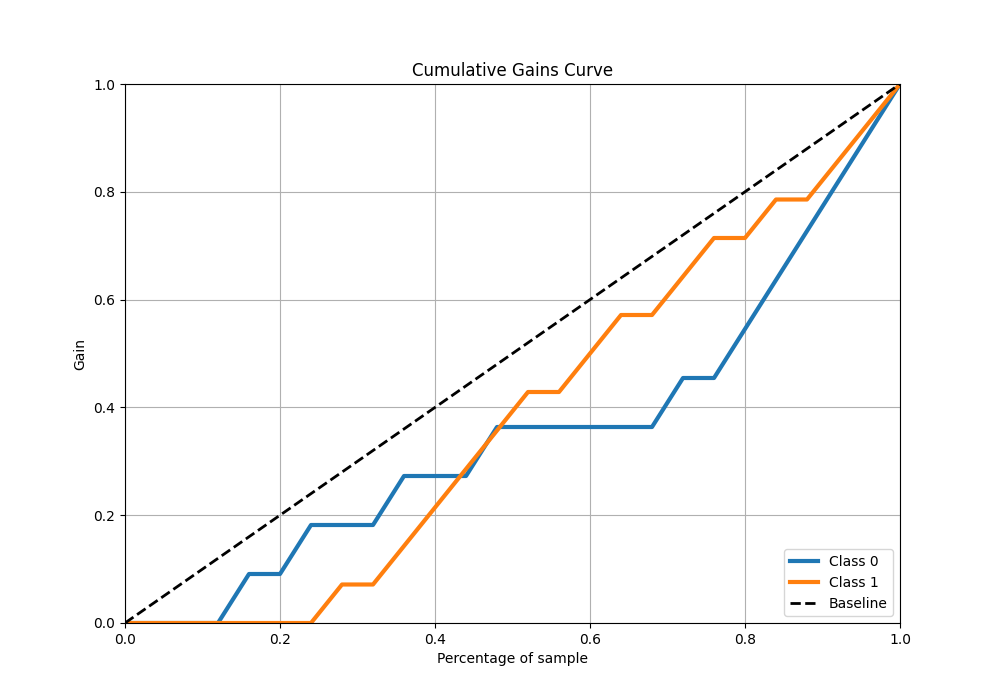 Cumulative Gains Curve
Gain
1.0
0.8
0.6
0.4
0.2
0.0
0.0 0.2 0.4 0.6 0.8 1.0
Percentage of sample
Class 0
Class 1
Baseline